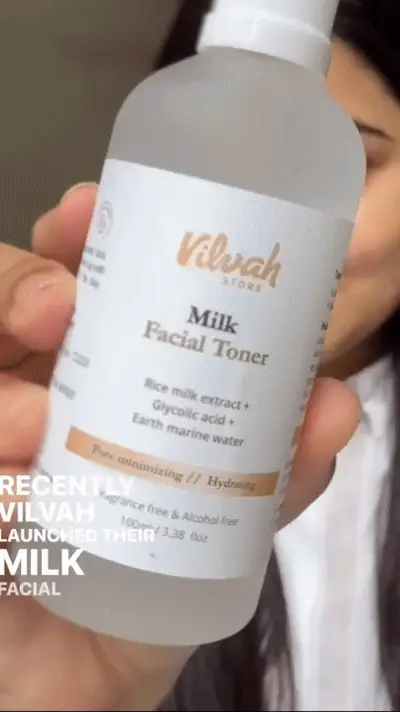 Vilvah
STORE
Milk
Facial Toner
Rice milk extract +
Glycolic acid +
Earth marine water
Pore minimizing // Hydrating
Fragrance free & Alcohol free
100ml / 3.38 floz
RECENTLY
VILVAH
LAUNCHED THEIR
MILK
FACIAL